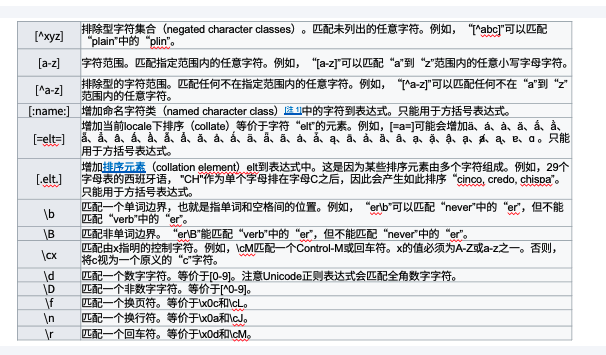 [^xyz] 排除型字符集合（negated character classes）。匹配未列出的任意字符。例如，“[^abc]”可以匹配
“plain”中的“plin”。
[a-z] 字符范围。匹配指定范围内的任意字符。例如，“[a-z]”可以匹配“a”到“z”范围内的任意小写字母字符。
[^a-z] 排除型的字符范围。匹配任何不在指定范围内的任意字符。例如，“[^a-z]”可以匹配任何不在“a”到“z”
范围内的任意字符。
[:name:] 增加命名字符类（named character class）[注 1]中的字符到表达式。只能用于方括号表达式。
[=elt=] 增加当前locale下排序（collate）等价于字符“elt”的元素。例如，[=a=]可能会增加ä、á、à、
只能
用于方括号表达式。
[.elt.] 增加排序元素（collation element）elt到表达式中。这是因为某些排序元素由多个字符组成。例如，29个
字母表的西班牙语，"CH"作为单个字母排在字母C之后，因此会产生如此排序“cinco, credo, chispa”。
只能用于方括号表达式。
\b 匹配一个单词边界，也就是指单词和空格间的位置。例如，“er\b”可以匹配“never”中的“er”，但不能
匹配“verb”中的“er”。
\B 匹配非单词边界。“er\B”能匹配“verb”中的“er”，但不能匹配“never”中的“er”。
\cx 匹配由x指明的控制字符。例如，\cM匹配一个Control-M或回车符。x的值必须为A-Z或a-z之一。否则，
将c视为一个原义的“c”字符。
\d 匹配一个数字字符。等价于[0-9]。注意Unicode正则表达式会匹配全角数字字符。
\D 匹配一个非数字字符。等价于[^0-9]。
\f 匹配一个换页符。等价于\x0c和\cL。
\n 匹配一个换行符。等价于\x0a和\cJ。
\r 匹配一个回车符。等价于\x0d和\cM。